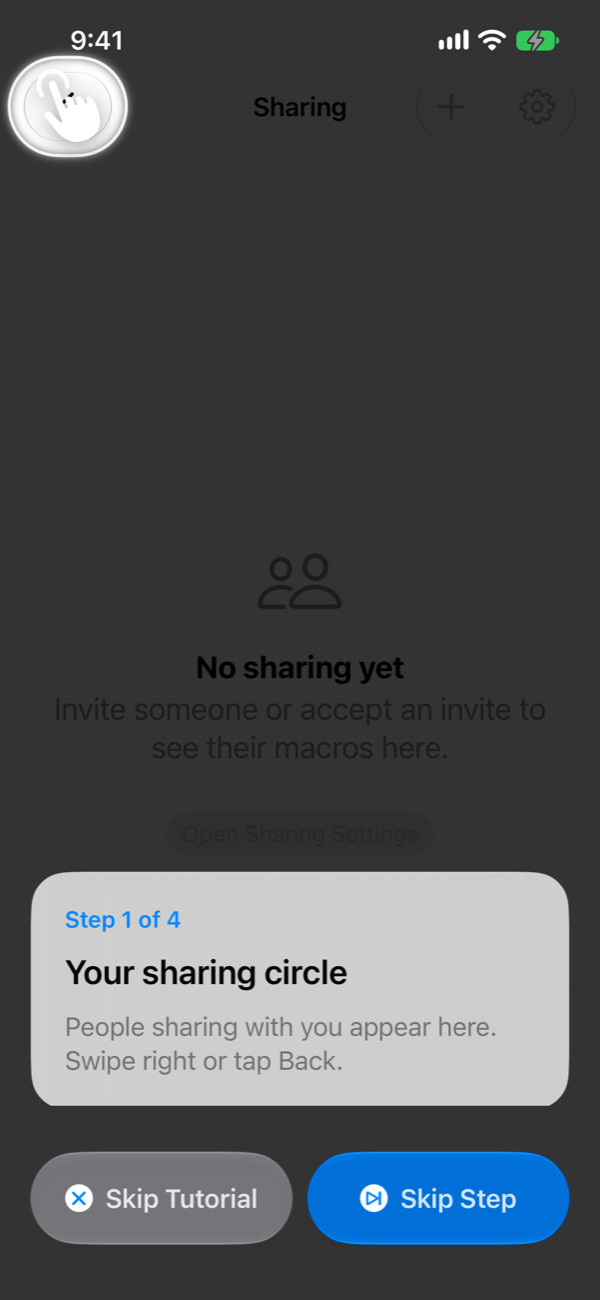 9:41
Sharing
No sharing yet
Invite someone or accept an invite to
see their macros here.
Open Sharing Settings
Step 1 of 4
Your sharing circle
People sharing with you appear here.
Swipe right or tap Back.
Skip Tutorial
Skip Step